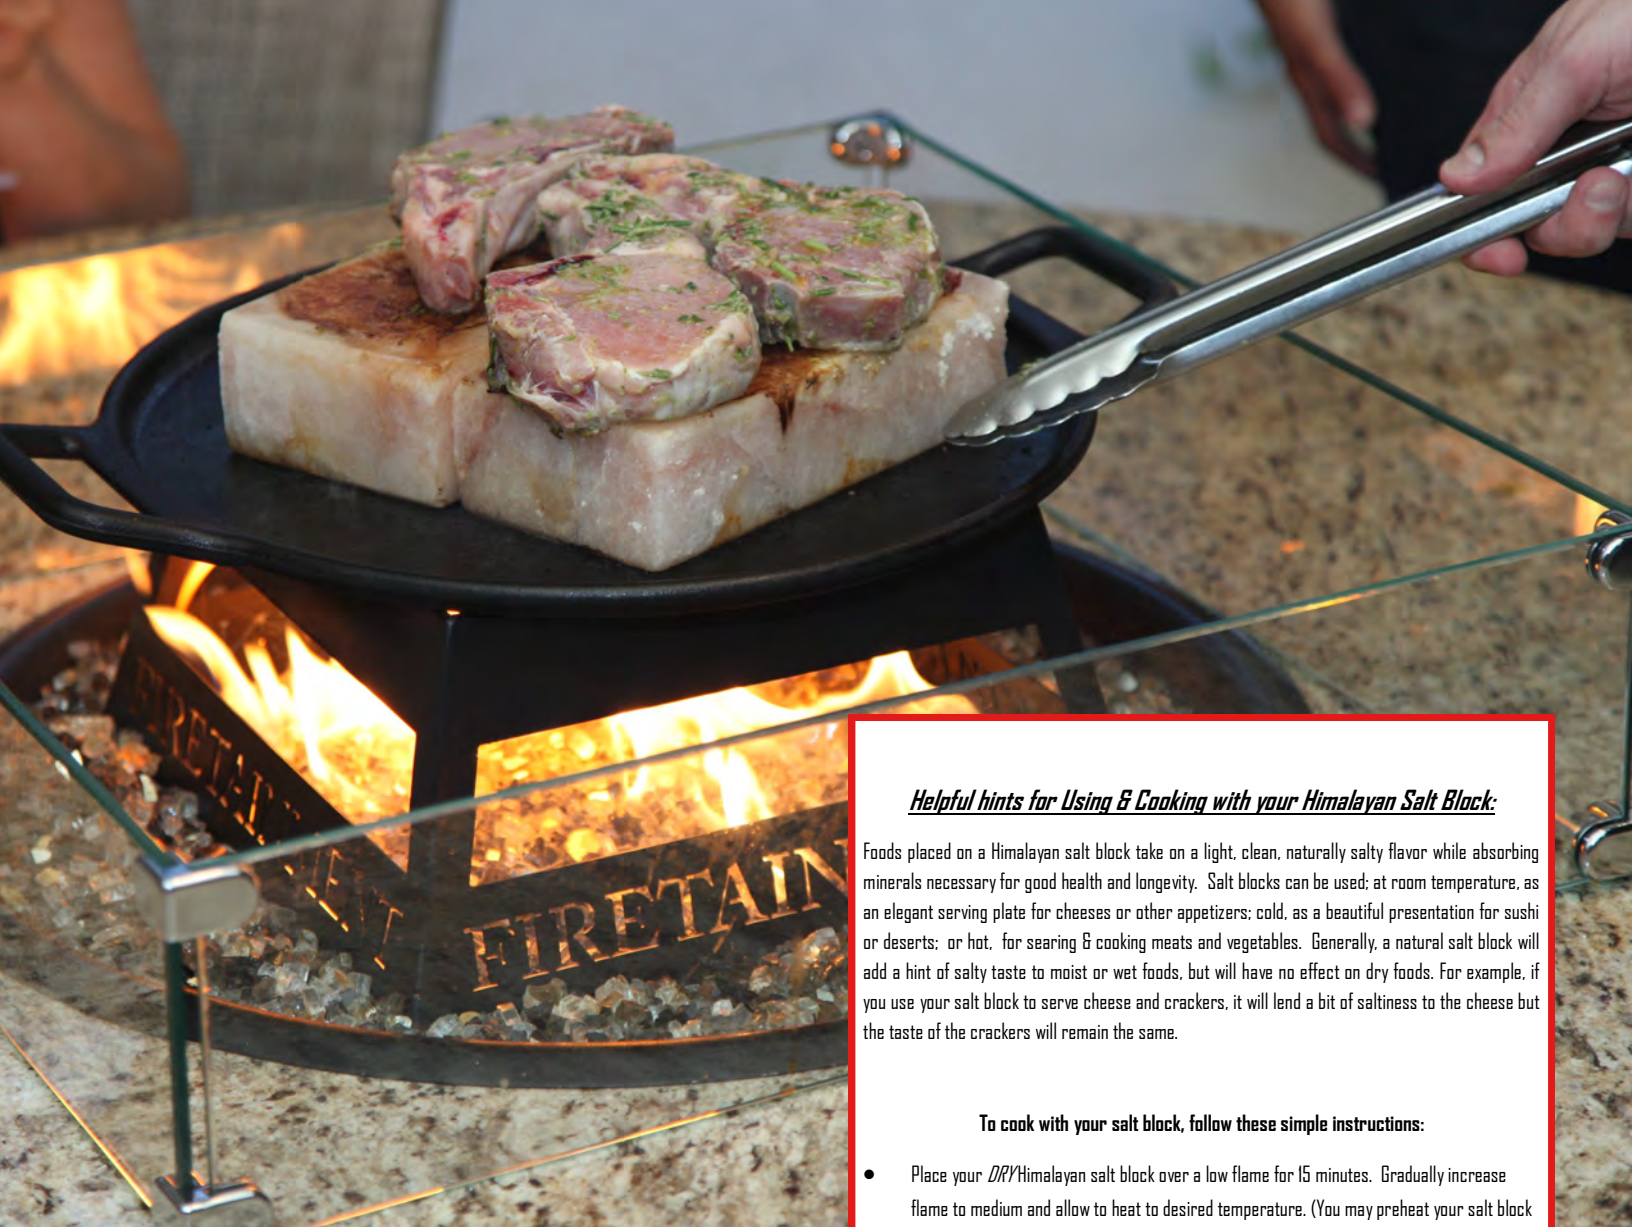 FIRETAINMENT
FIRETAIN
Helpful hints for Using & Cooking with your Himalayan Salt Block:
Foods placed on a Himalayan salt block take on a light, clean, naturally salty flavor while absorbing
minerals necessary for good health and longevity. Salt blocks can be used; at room temperature, as
an elegant serving plate for cheeses or other appetizers; cold, as a beautiful presentation for sushi
or deserts; or hot, for searing & cooking meats and vegetables. Generally, a natural salt block will
add a hint of salty taste to moist or wet foods, but will have no effect on dry foods. For example, if
you use your salt block to serve cheese and crackers, it will lend a bit of saltiness to the cheese but
the taste of the crackers will remain the same.
To cook with your salt block, follow these simple instructions:
• Place your DRY Himalayan salt block over a low flame for 15 minutes. Gradually increase
flame to medium and allow to heat to desired temperature. (You may preheat your salt block